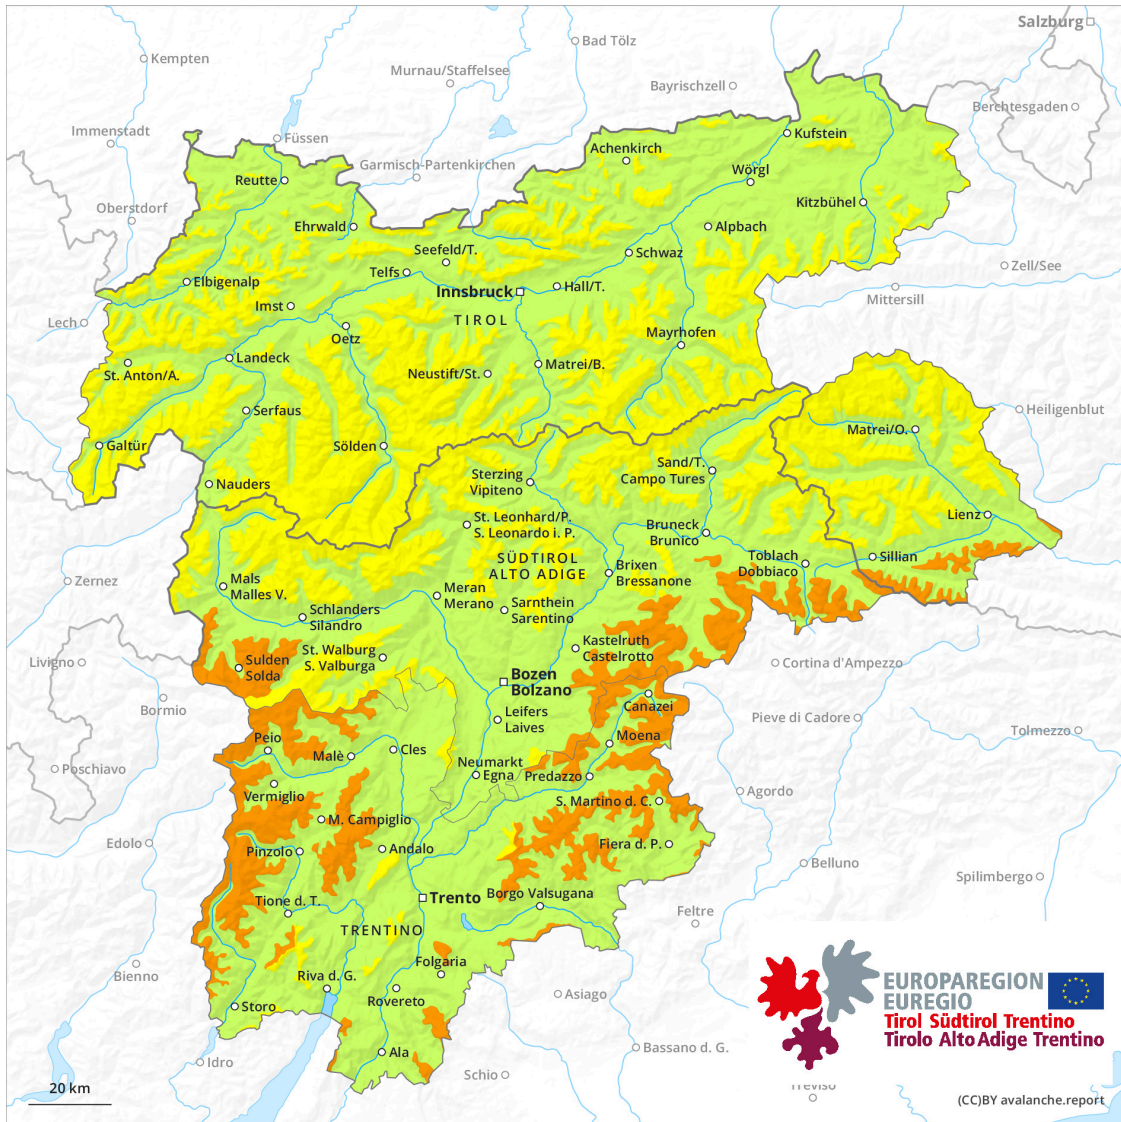 Salzburg
Bad Tölz
Kempten
Murnau/Staffelsee
Bayrischzell
Berchtesgaden
Immenstadt
Füssen
Kufstein
Achenkirch
Garmisch-Partenkirchen
Wörgl
Reutte
Kitzbühel
Oberstdorf
Ehrwald
Alpbach
Seefeld/T.
Schwaz
Zell/See
Telfs
Elbigenalp
Hall/T.
Innsbruck
Mittersill
Imst
Lech
TIROL
Mayrhofen
Oetz
Landeck
Matrei/B.
St. Anton/A.
Neustift/St.
Serfaus
Heiligenblut
Matrei/O.
Galtür
Sölden
Sand/T.
Campo Tures
Sterzing
Vipiteno
Nauders
Lienz
St. Leonhard/P.
S. Leonardo i. P.
Bruneck
Brunico
SÜDTIROL
ALTO ADIGE
Toblach
Dobbiaco
Sillian
Brixen
Bressanone
Zernez
Mals
Malles V.
Meran
Merano
Sarnthein
Sarentino
Schlanders
Silandro
Kastelruth
Castelrotto
St. Walburg
S. Valburga
Livigno
Sulden
Solda
Cortina d'Ampezzo
Bozen
Bolzano
Canazei
Bormio
Leifers
Laives
Pieve di Cadore
Tolmezzo
Peio
Moena
Malè
Cles
Neumarkt
Egna
Poschiavo
Predazzo
Vermiglio
Agordo
S. Martino d. C.
M. Campiglio
Edolo
Pinzolo
Andalo
Fiera d. P.
Belluno
Spilimbergo
Tione d. T.
Trento
Borgo Valsugana
Feltre
TRENTINO
Folgaria
Bienno
Riva d. G.
Rovereto
Asiago
Storo
EUROPAREGION
EUREGIO
Tirol Südtirol Trentino
Tirolo Alto Adige Trentino
Ala
Idro
Bassano d. G.
Schio
Treviso
20 km
(CC)BY avalanche.report